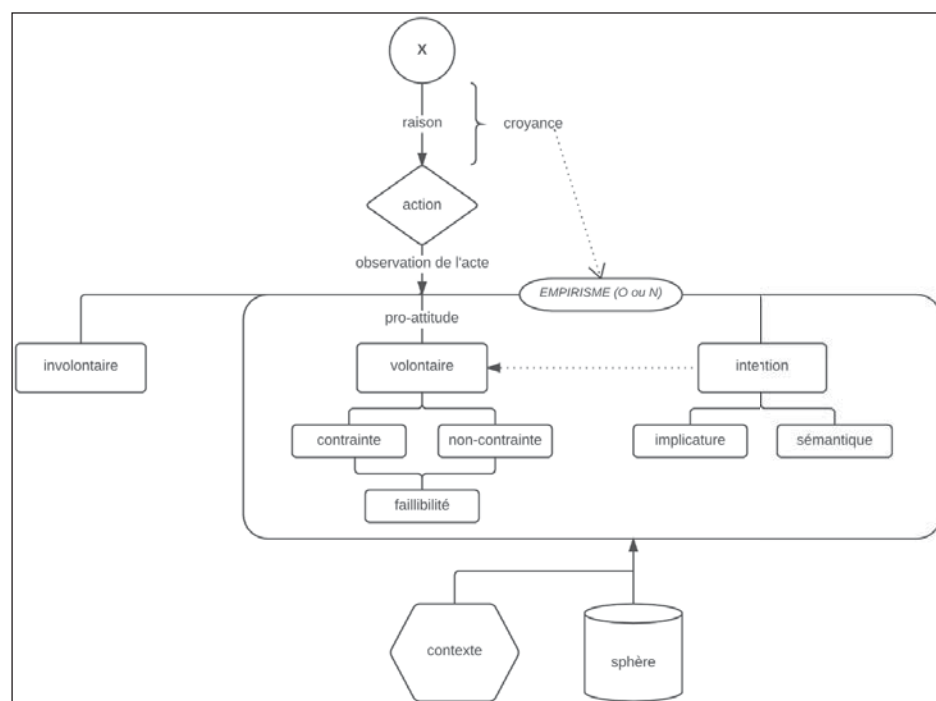 X
raison
croyance
action
observation de l'acte
EMPIRISME (O ou N)
pro-attitude
involontaire
volontaire
intention
contrainte
non-contrainte
implicature
sémantique
faillibilité
contexte
sphère